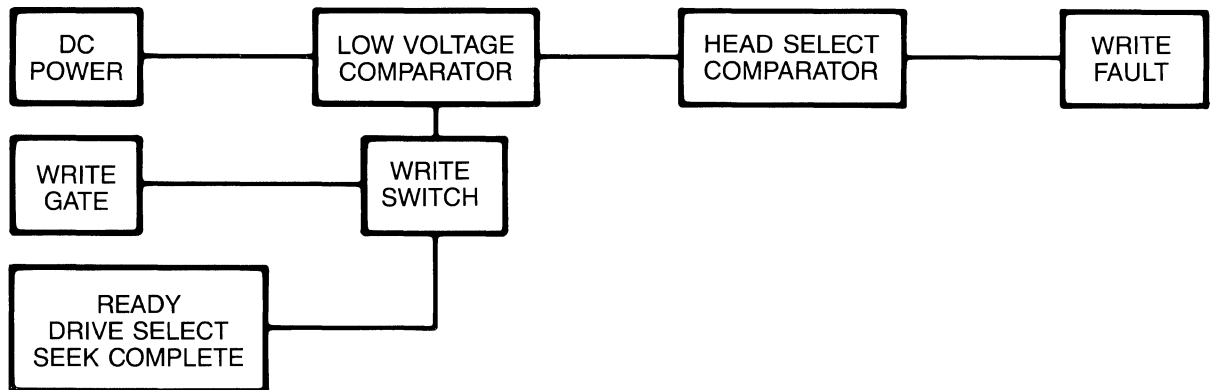 DC
POWER
LOW VOLTAGE
COMPARATOR
HEAD SELECT
COMPARATOR
WRITE
FAULT
WRITE
GATE
WRITE
SWITCH
READY
DRIVE SELECT
SEEK COMPLETE